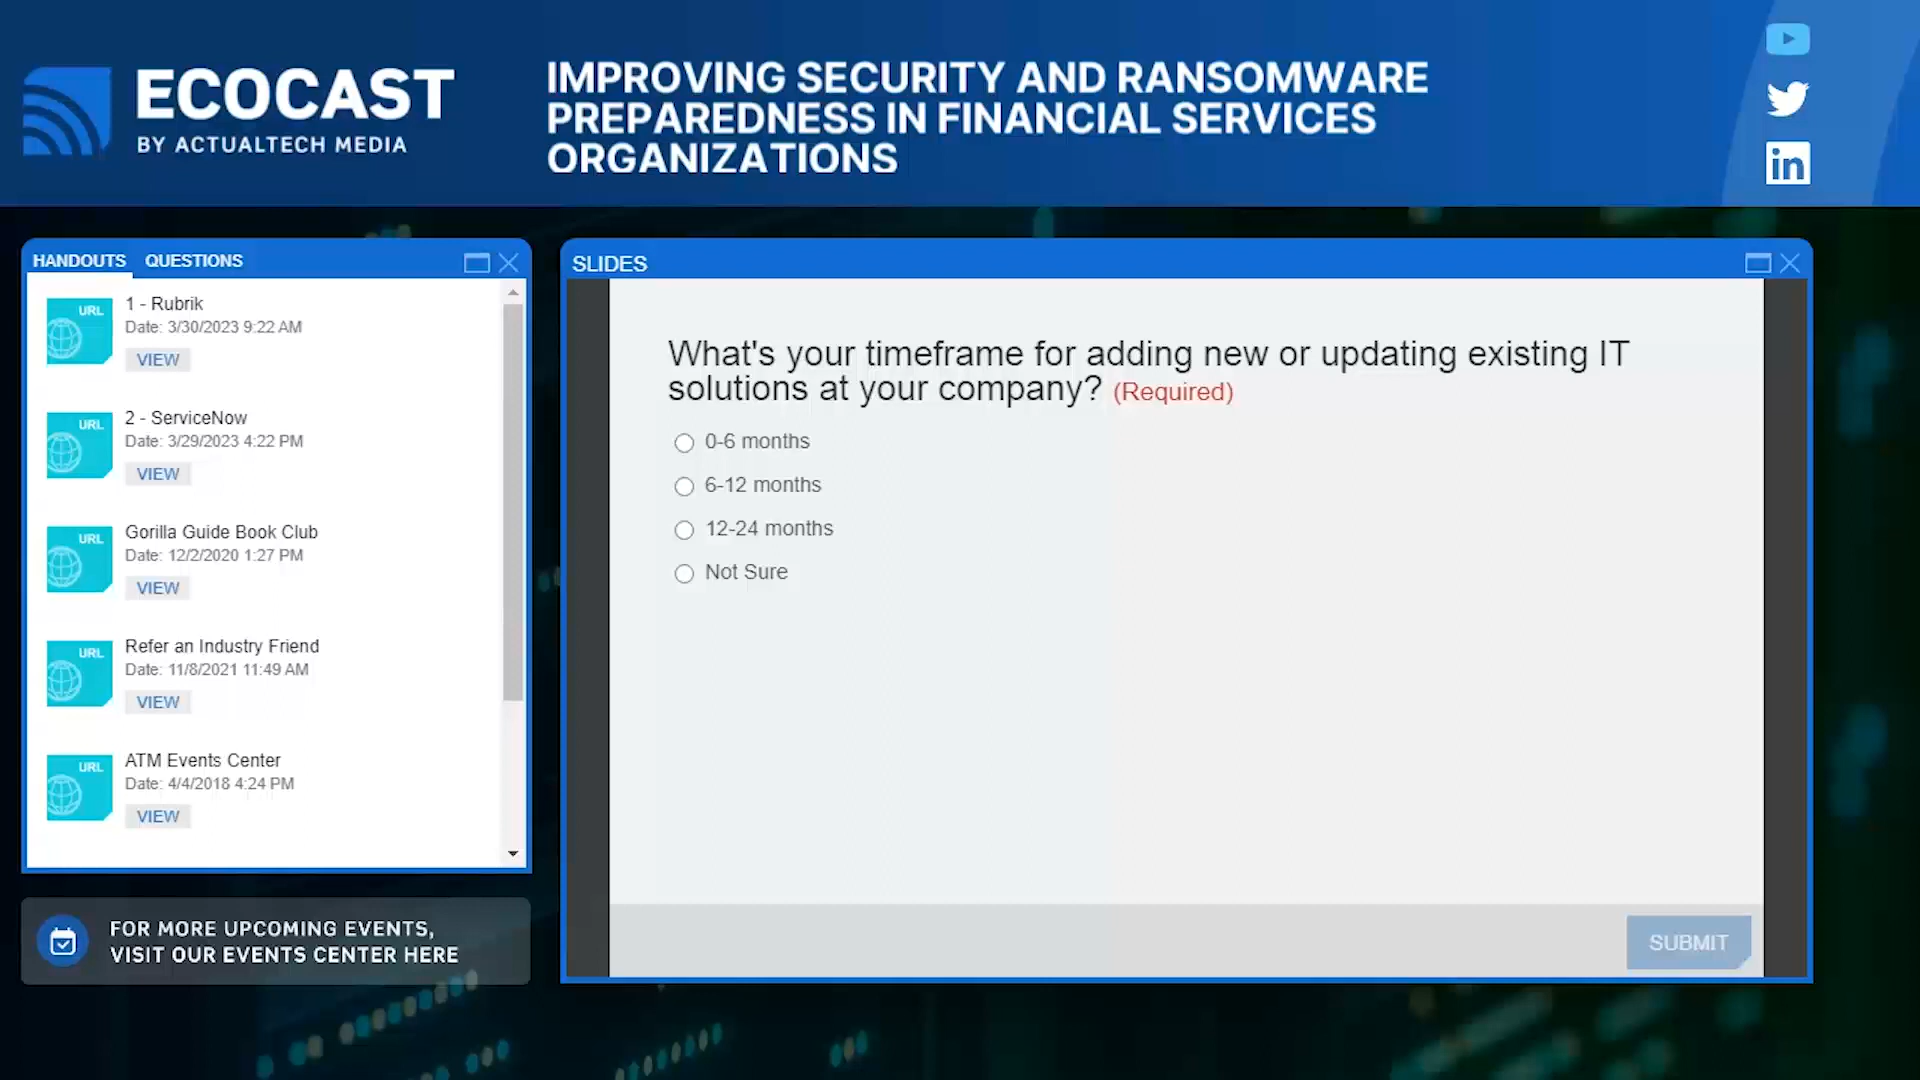 ECOCAST
BY ACTUALTECH MEDIA
IMPROVING SECURITY AND RANSOMWARE
PREPAREDNESS IN FINANCIAL SERVICES
ORGANIZATIONS
in
HANDOUTS QUESTIONS
URL
1 - Rubrik
Date: 3/30/2023 9:22 AM
VIEW
URL
2 - ServiceNow
Date: 3/29/2023 4:22 PM
VIEW
URL
Gorilla Guide Book Club
Date: 12/2/2020 1:27 PM
VIEW
URL
Refer an Industry Friend
Date: 11/8/2021 11:49 AM
VIEW
URL
ATM Events Center
Date: 4/4/2018 4:24 PM
VIEW
FOR MORE UPCOMING EVENTS,
VISIT OUR EVENTS CENTER HERE
SLIDES
What's your timeframe for adding new or updating existing IT
solutions at your company? (Required)
0-6 months
6-12 months
12-24 months
Not Sure
SUBMIT